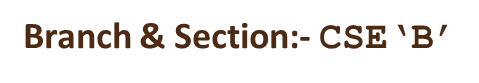 Branch & Section:- CSE ‘B’